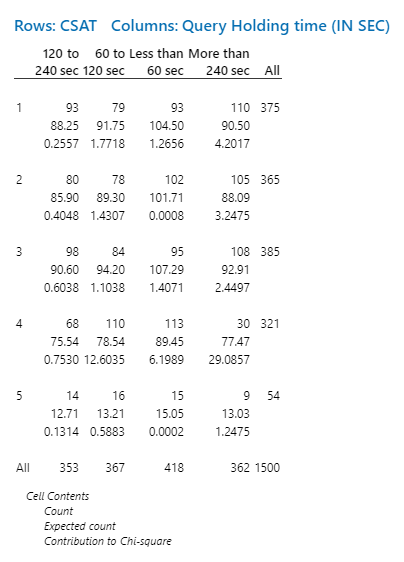 Rows: CSAT Columns: Query Holding time (IN SEC)
120 to 60 to Less than More than
240 sec 120 sec 60 sec 240 sec All
1 93 79 93 110 375
88.25 91.75 104.50 90.50
0.2557 1.7718 1.2656 4.2017
2 80 78 102 105 365
85.90 89.30 101.71 88.09
0.4048 1.4307 0.0008 3.2475
3 98 84 95 108 385
90.60 94.20 107.29 92.91
0.6038 1.1038 1.4071 2.4497
4 68 110 113 30 321
75.54 78.54 89.45 77.47
0.7530 12.6035 6.1989 29.0857
5 14 16 15 9 54
12.71 13.21 15.05 13.03
0.1314 0.5883 0.0002 1.2475
All 353 367 418 362 1500
Cell Contents
Count
Expected count
Contribution to Chi-square